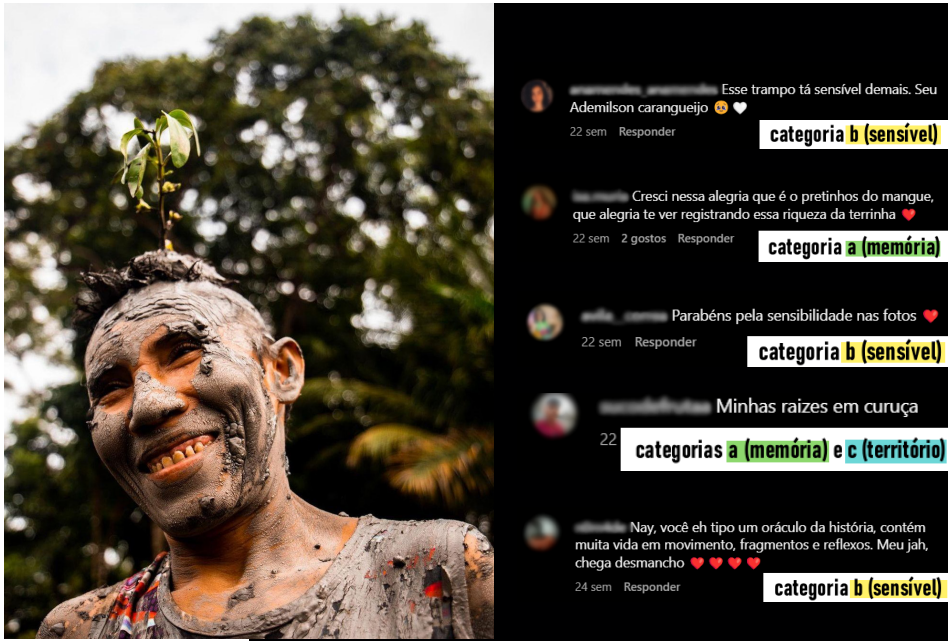 Esse trampo tá sensível demais. Seu
Ademilson carangueijo 🥹 🤍
22 sem Responder
categoria b (sensível)
Cresci nessa alegria que é o pretinhos do mangue,
que alegria te ver registrando essa riqueza da terrinha ❤️
22 sem 2 gostos Responder
categoria a (memória)
Parabéns pela sensibilidade nas fotos ❤️
22 sem Responder
categoria b (sensível)
Minhas raizes em curuça
22
categorias a (memória) e c (território)
Nay, você eh tipo um oráculo da história, contém
muita vida em movimento, fragmentos e reflexos. Meu jah,
chega desmancho ❤️ ❤️ ❤️ ❤️
24 sem Responder
categoria b (sensível)